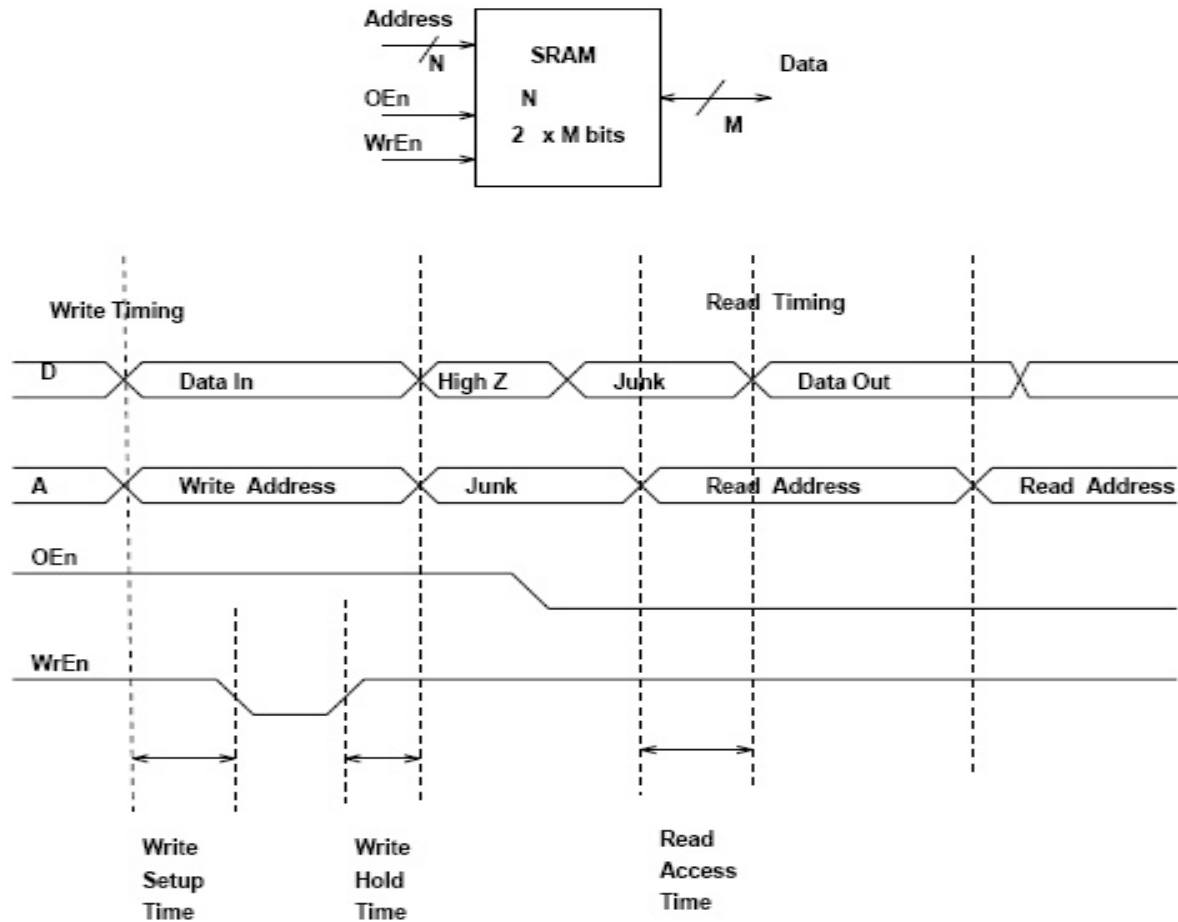 Address
N
SRAM
Data
OEn
N
2 x M bits
M
WrEn
Write Timing
Read Timing
D
Data In
High Z
Junk
Data Out
A
Write Address
Junk
Read Address
Read Address
OEn
WrEn
Write
Setup
Time
Write
Hold
Time
Read
Access
Time